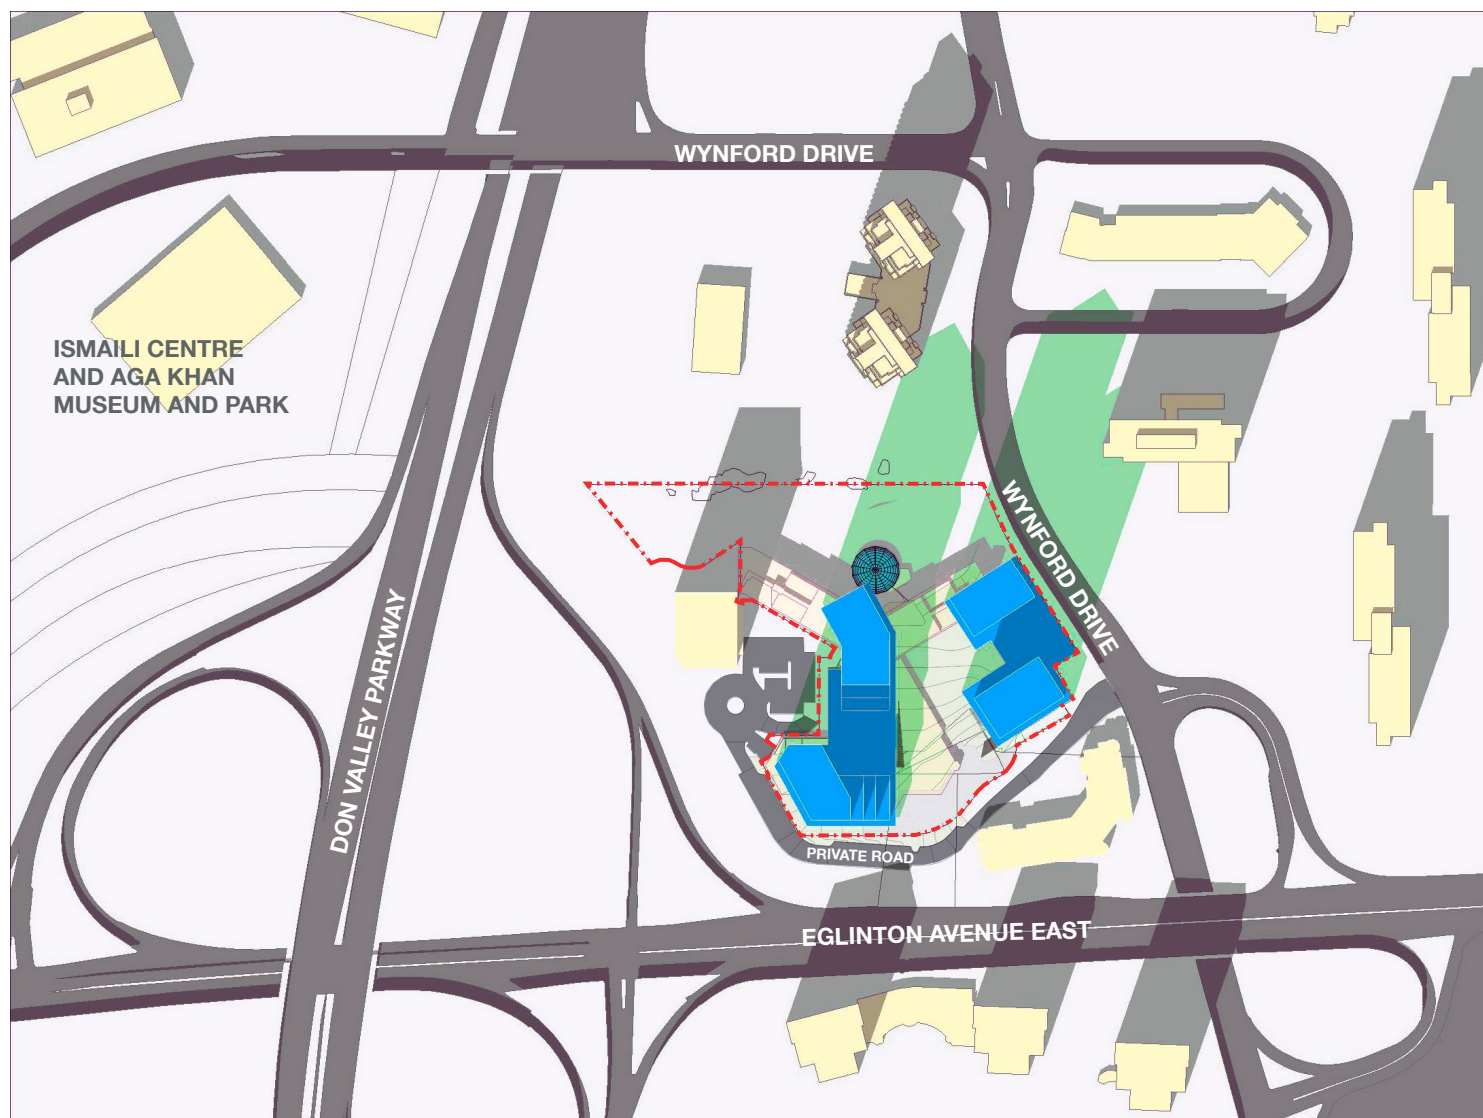 WYNFORD DRIVE
ISMAILI CENTRE
AND AGA KHAN
MUSEUM AND PARK
WYNFORD DRIVE
DON VALLEY PARKWAY
1
PRIVATE ROAD
EGLINTON AVENUE EAST